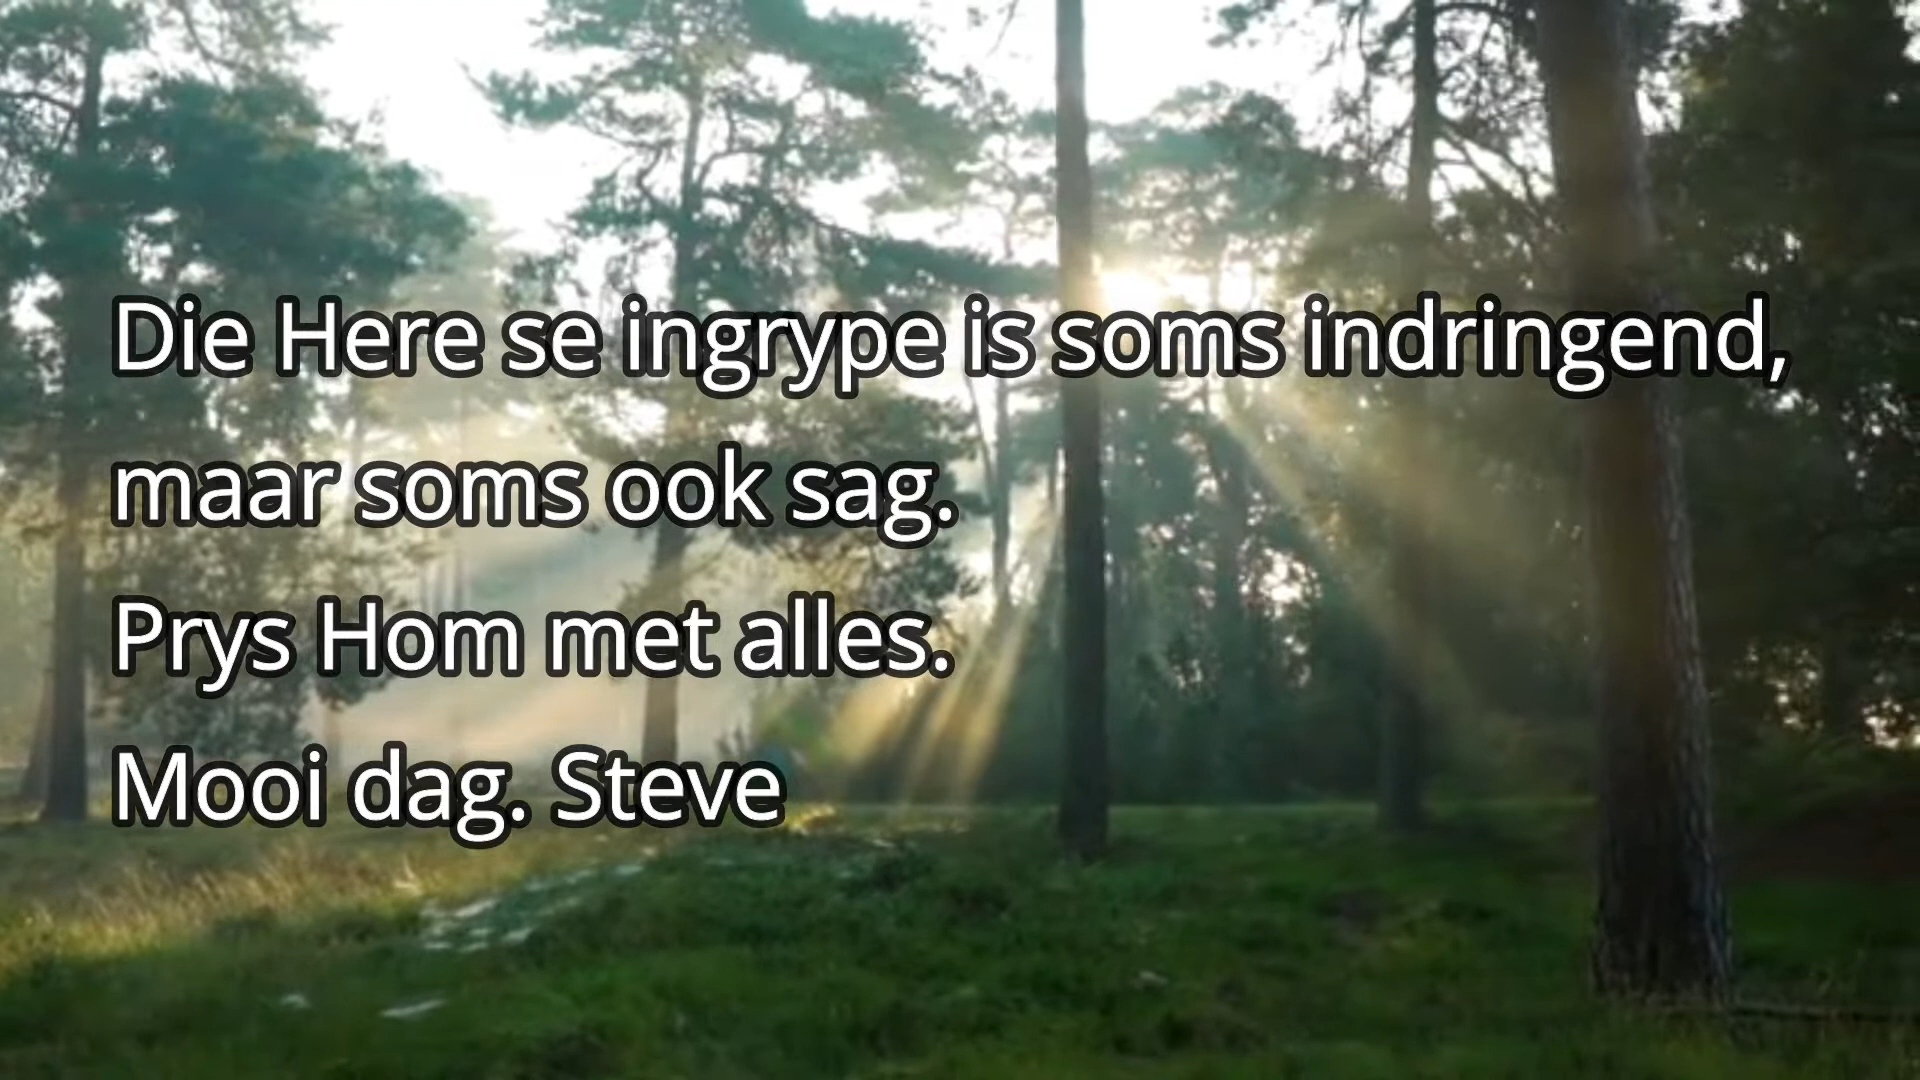 Die Here se ingrype is soms indringend,
maar soms ook sag.
Prys Hom met alles.
Mooi dag. Steve